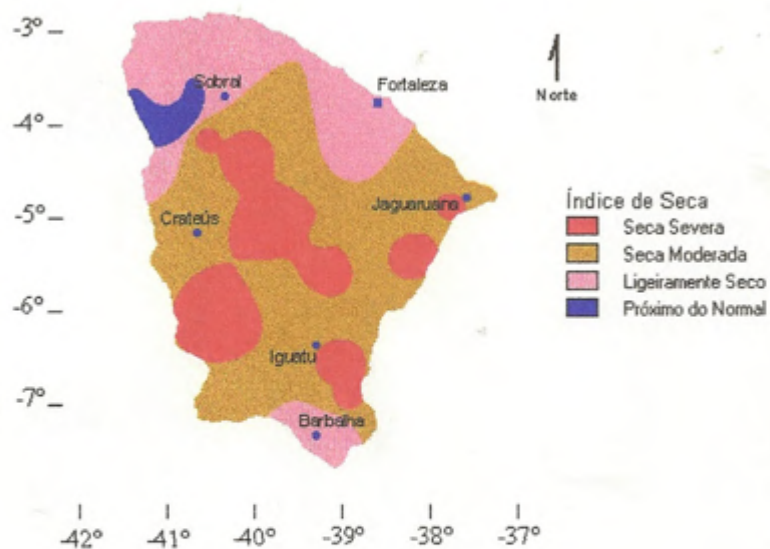 -3°
-4°
-5°
-6°
-7°
Sobral
Fortaleza
Crateús
Jaguaruana
Iguatu
Barbalha
Norte
Índice de Seca
Seca Severa
Seca Moderada
Ligeiramente Seco
Próximo do Normal
-42° -41° -40° -39° -38° -37°